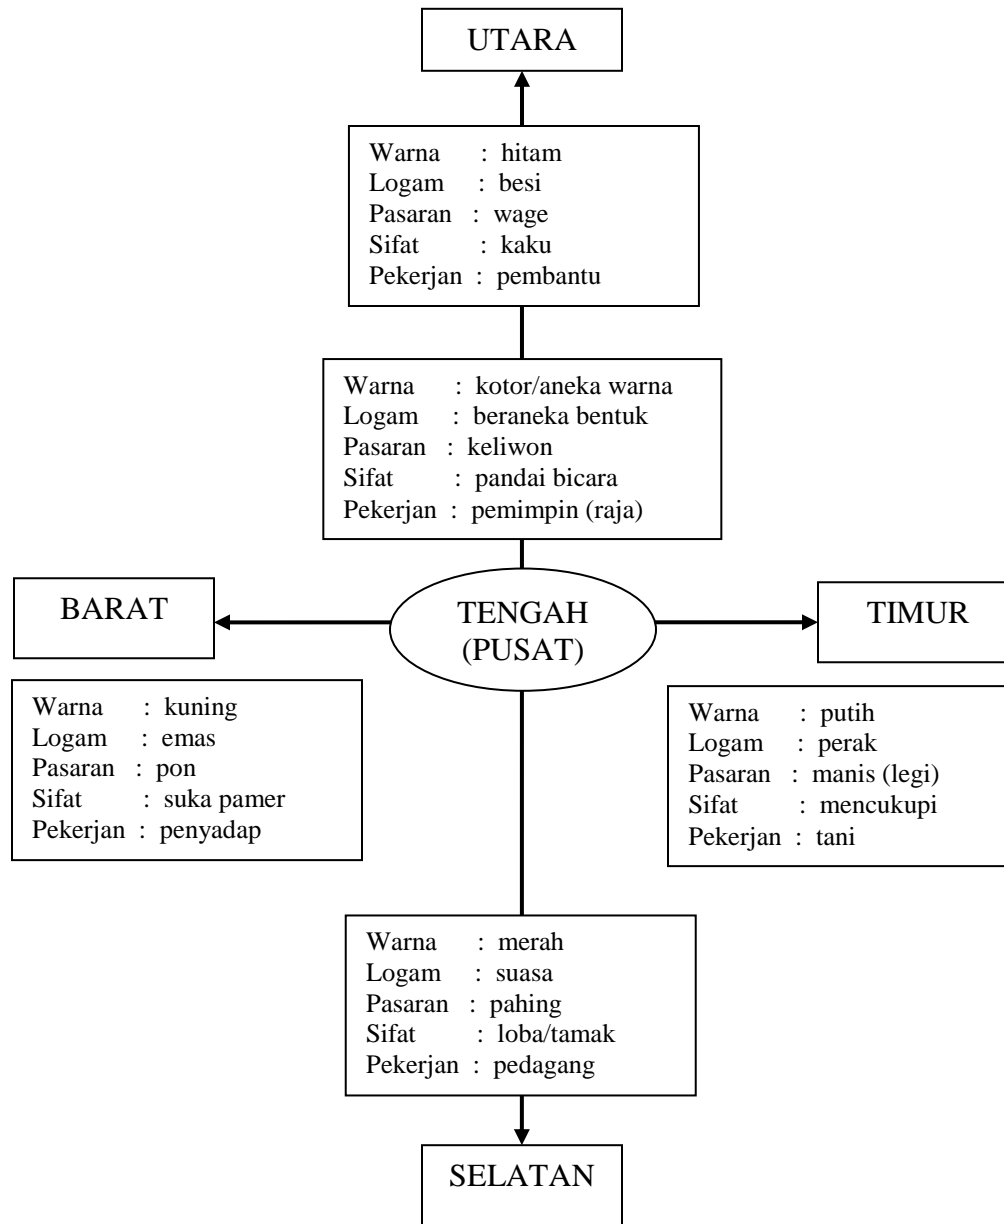 UTARA
Warna : hitam
Logam : besi
Pasaran : wage
Sifat : kaku
Pekerjan : pembantu
Warna : kotor/aneka warna
Logam : beraneka bentuk
Pasaran : keliwon
Sifat : pandai bicara
Pekerjan : pemimpin (raja)
BARAT
TENGAH
(PUSAT)
TIMUR
Warna : kuning
Logam : emas
Pasaran : pon
Sifat : suka pamer
Pekerjan : penyadap
Warna : putih
Logam : perak
Pasaran : manis (legi)
Sifat : mencukupi
Pekerjan : tani
Warna : merah
Logam : suasa
Pasaran : pahing
Sifat : loba/tamak
Pekerjan : pedagang
SELATAN